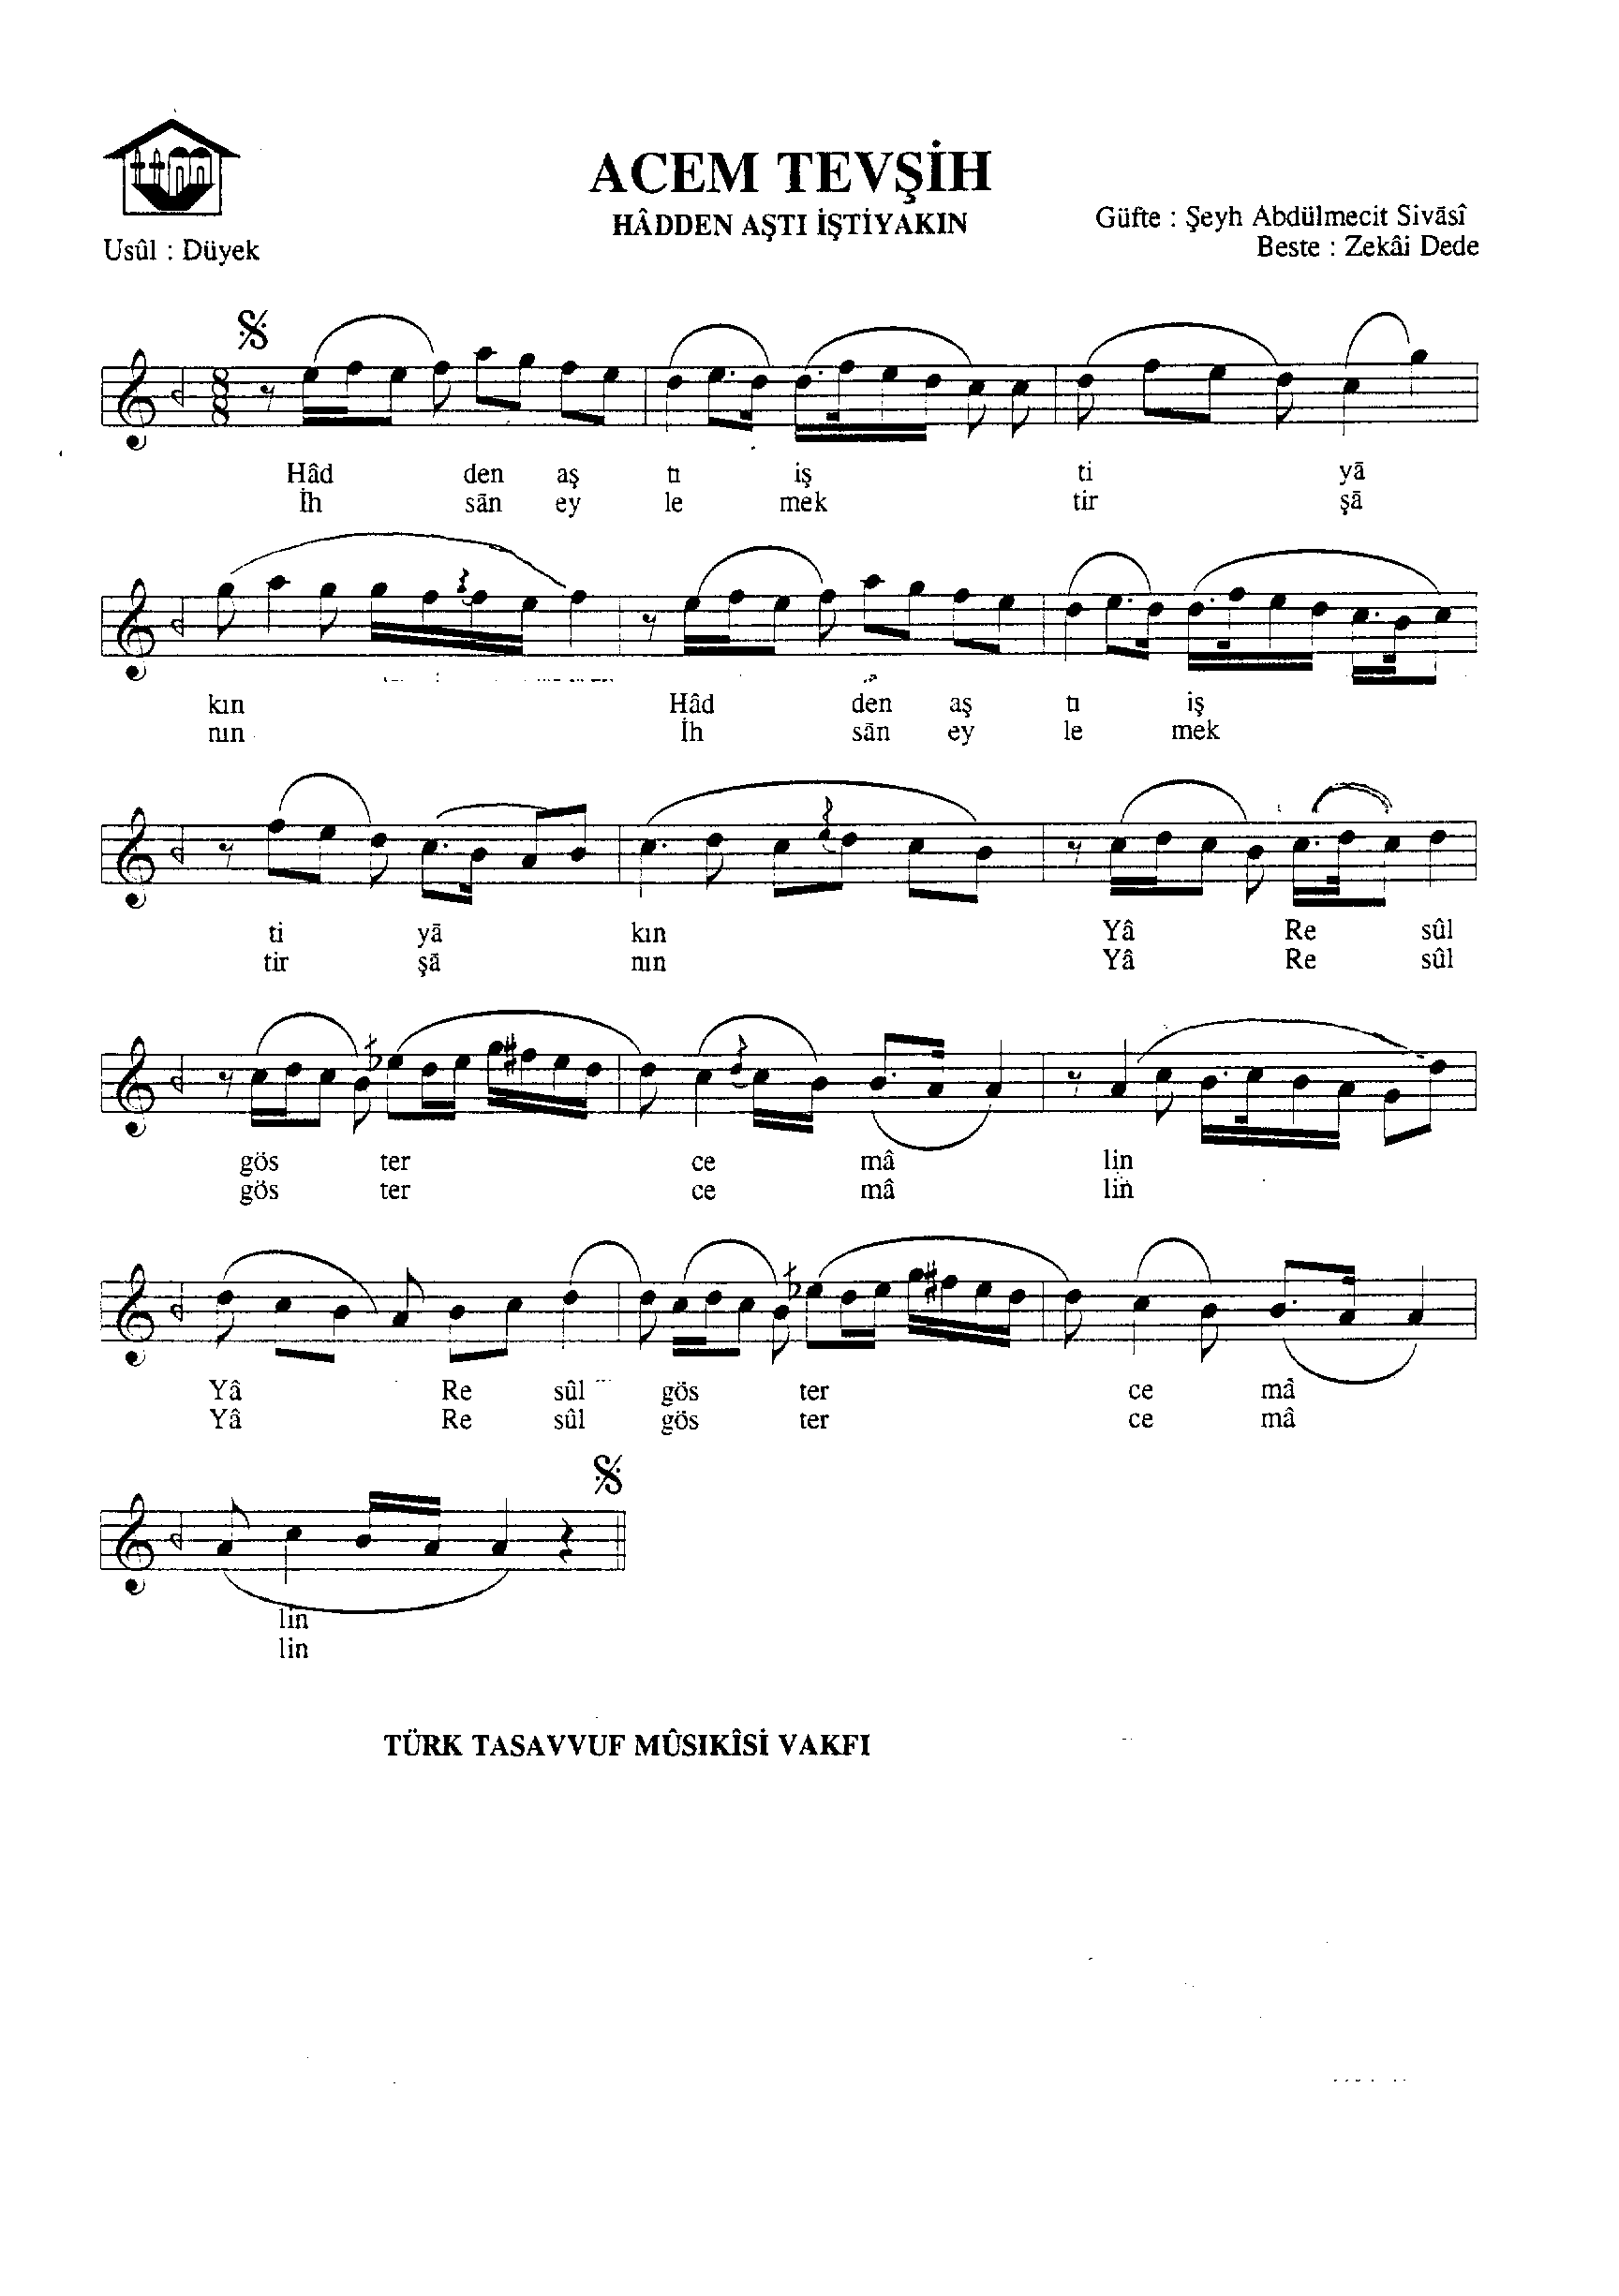 ACEM TEVŞİH
HÂDDEN AŞTI İŞTİYAKIN
Güfte : Şeyh Abdülmecit Sivāsî
Beste : Zekâi Dede
Usûl : Düyek
8
8
Hâd den aş tı iş ti yā
İh sān ey le mek tir şā
kın Hâd den aş tı iş
nın İh sān ey le mek
ti yā kın Yâ Re sûl
tir şā nın Yâ Re sûl
gös ter ce mâ lin
gös ter ce mâ lin
Yâ Re sûl gös ter ce mâ
Yâ Re sûl gös ter ce mâ
lin
lin
TÜRK TASAVVUF MÛSIKÎSİ VAKFI